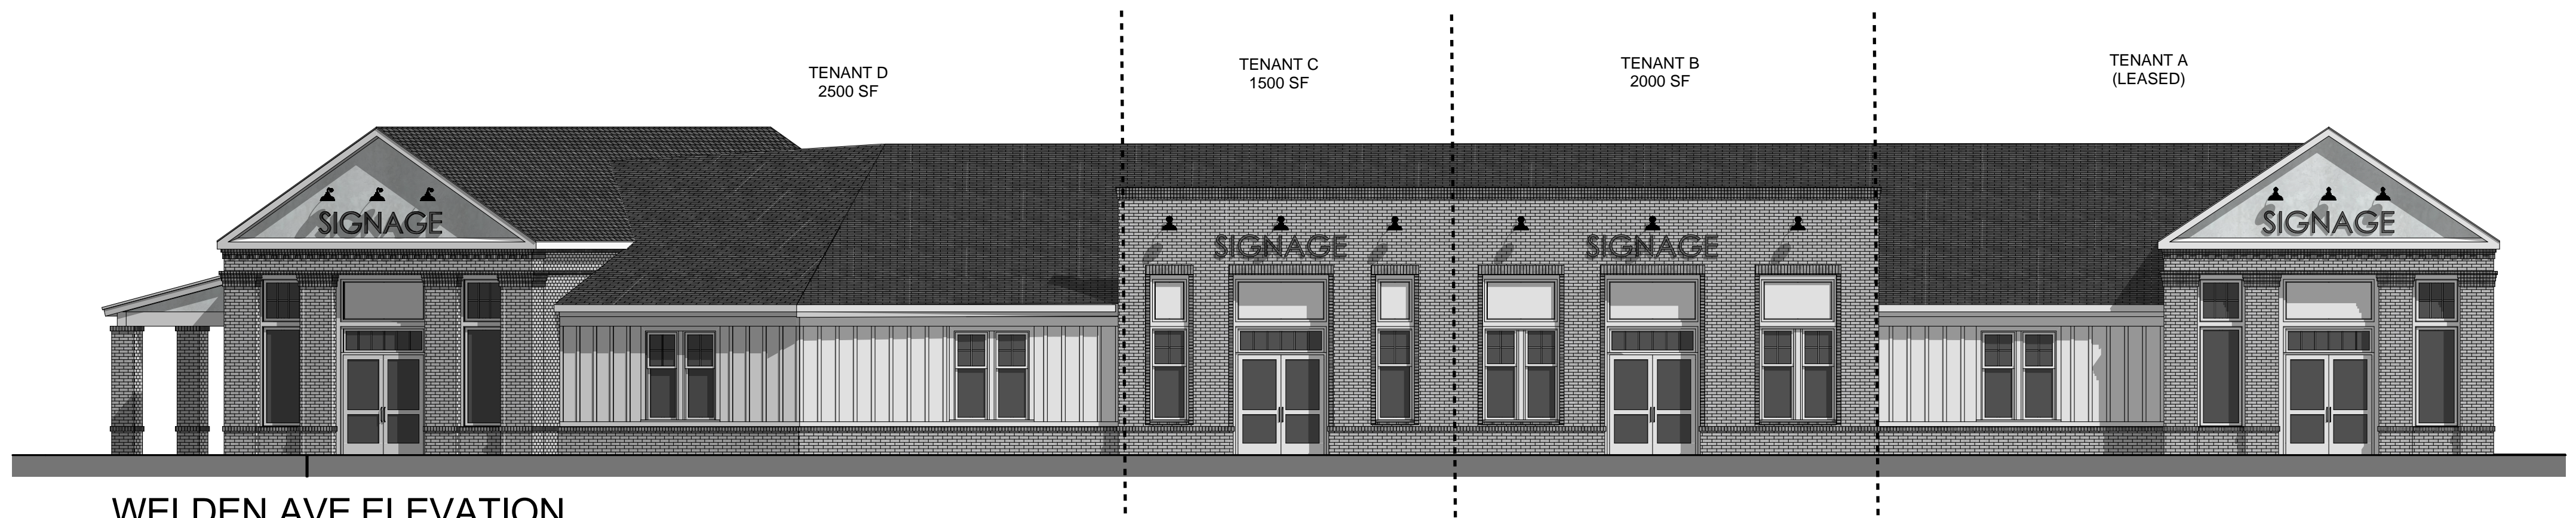 TENANT D
2500 SF
TENANT C
1500 SF
TENANT B
2000 SF
TENANT A
(LEASED)
SIGNAGE
SIGNAGE
SIGNAGE
SIGNAGE
WELDEN AVE ELEVATION